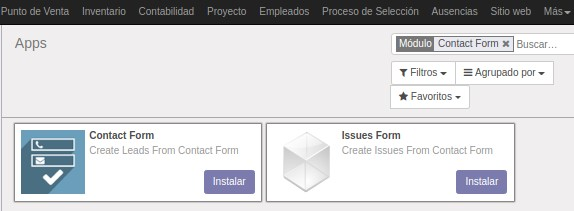 Punto de Venta Inventario Contabilidad Proyecto Empleados Proceso de Selección Ausencias Sitio web Más
Apps
Módulo Contact Form × Buscar...
Filtros Agrupado por
Favoritos
Contact Form
Create Leads From Contact Form
Instalar
Issues Form
Create Issues From Contact Form
Instalar